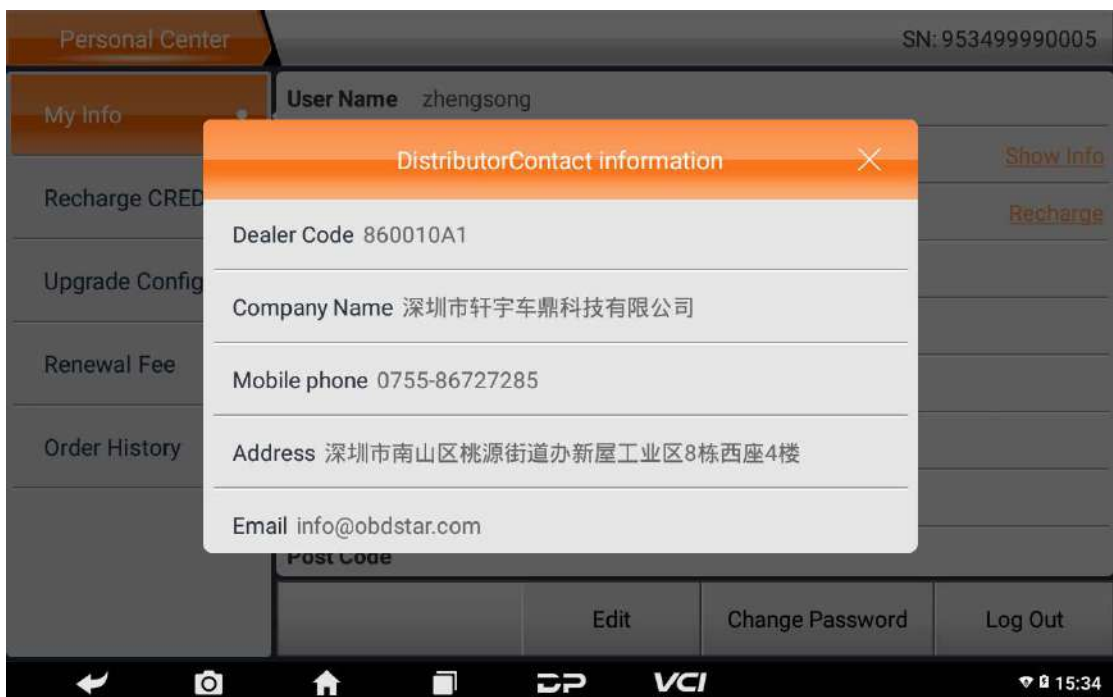 Personal Center
SN: 953499990005
My Info
User Name zhengsong
DistributorContact information
Show Info
Recharge CRED
Recharge
Dealer Code 860010A1
Upgrade Config
Company Name 深圳市轩宇车鼎科技有限公司
Renewal Fee
Mobile phone 0755-86727285
Order History
Address 深圳市南山区桃源街道办新屋工业区8栋西座4楼
Email info@obdstar.com
Post Code
Edit
Change Password
Log Out
DP
VCI
15:34